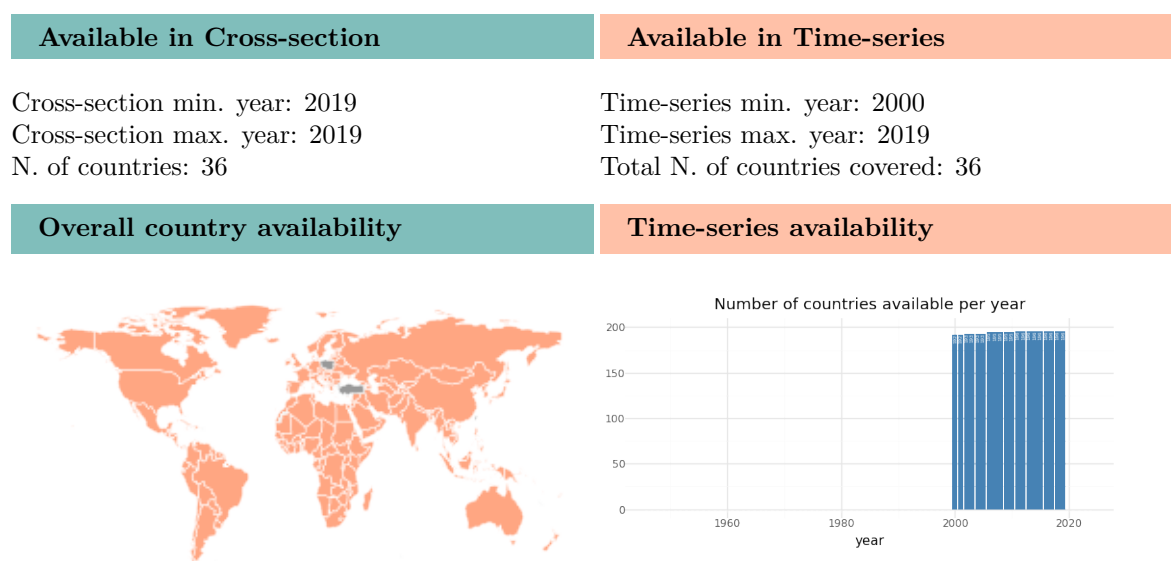 Available in Cross-section
Available in Time-series
Cross-section min. year: 2019
Cross-section max. year: 2019
N. of countries: 36
Time-series min. year: 2000
Time-series max. year: 2019
Total N. of countries covered: 36
Overall country availability
Time-series availability
Number of countries available per year
200
150
100
50
0
1960
1980
2000
2020
year